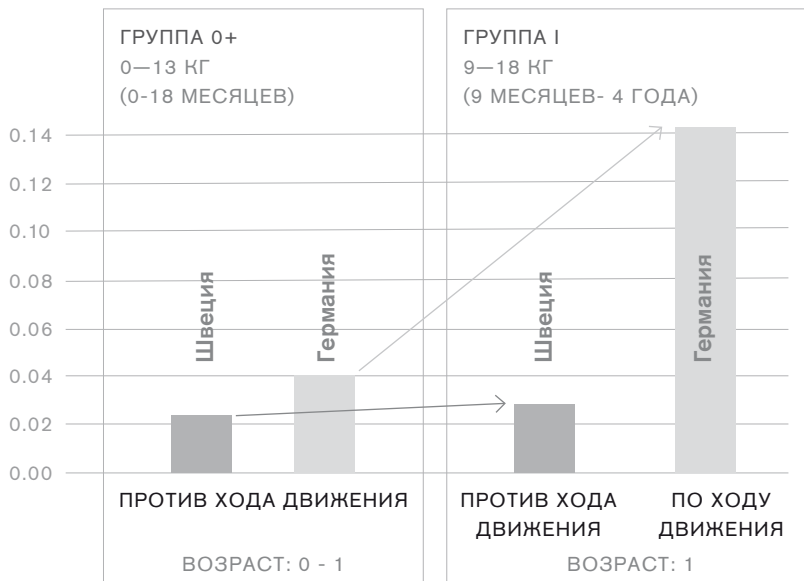 ГРУППА 0+
0—13 КГ
(0-18 МЕСЯЦЕВ)
ГРУППА I
9—18 КГ
(9 МЕСЯЦЕВ- 4 ГОДА)
0.14
0.12
0.10
0.08
0.06
0.04
0.02
0.00
Швеция
Германия
Швеция
Германия
ПРОТИВ ХОДА ДВИЖЕНИЯ
ПРОТИВ ХОДА
ДВИЖЕНИЯ
ПО ХОДУ
ДВИЖЕНИЯ
ВОЗРАСТ: 0 - 1
ВОЗРАСТ: 1